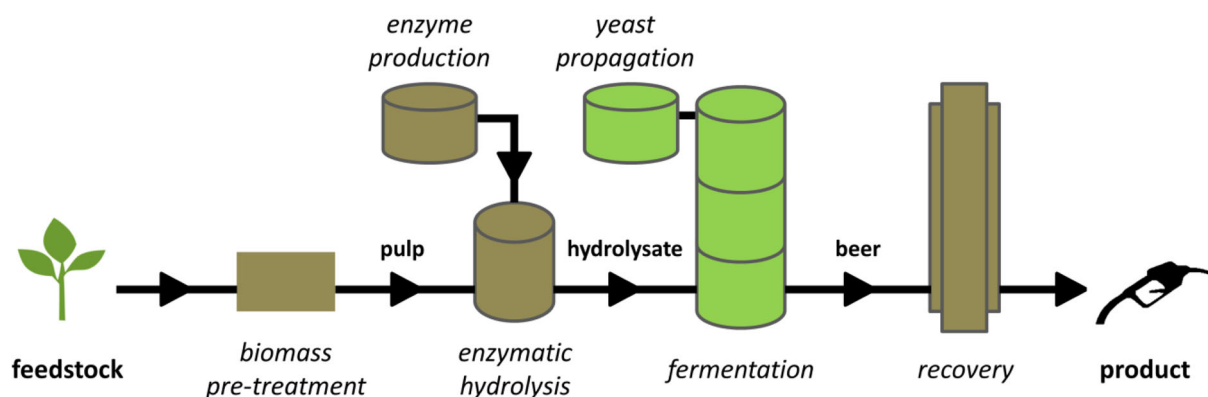 enzyme
production
yeast
propagation
pulp
hydrolysate
beer
feedstock
biomass
pre-treatment
enzymatic
hydrolysis
fermentation
recovery
product